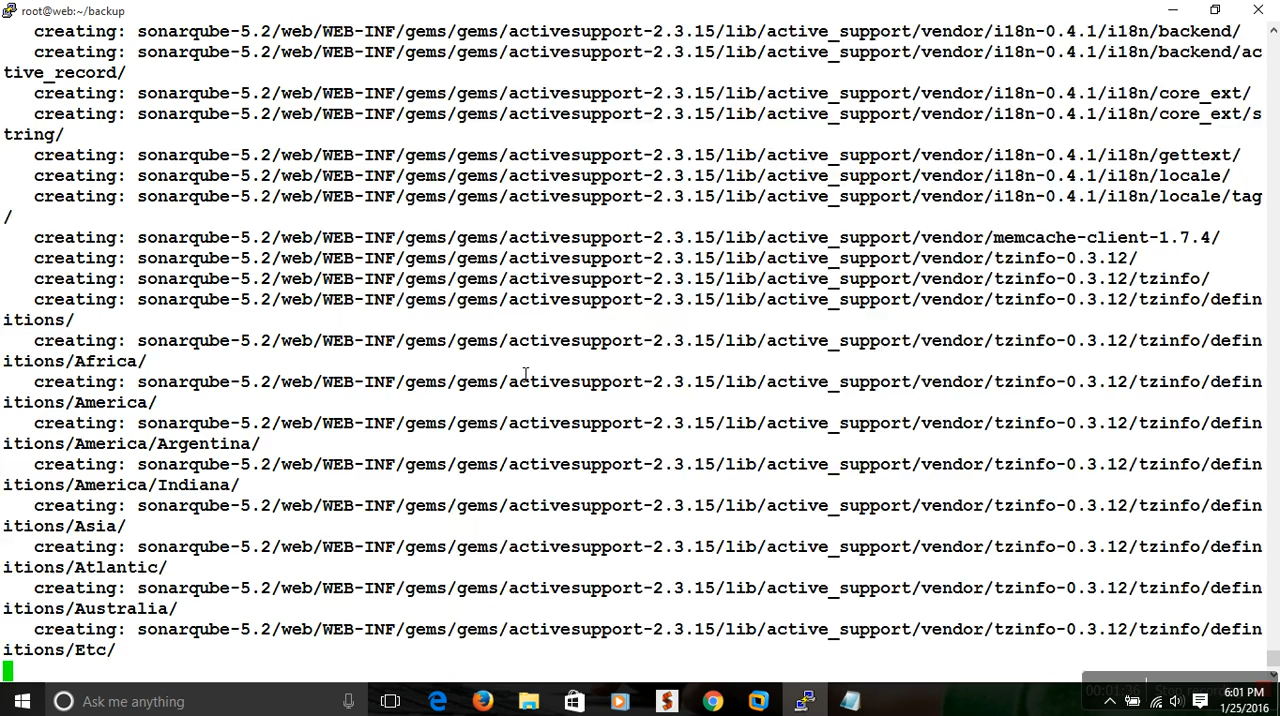 root@web:~/backup
creating: sonarqube-5.2/web/WEB-INF/gems/gems/activesupport-2.3.15/lib/active_support/vendor/i18n-0.4.1/i18n/backend/
creating: sonarqube-5.2/web/WEB-INF/gems/gems/activesupport-2.3.15/lib/active_support/vendor/i18n-0.4.1/i18n/backend/ac
tive_record/
creating: sonarqube-5.2/web/WEB-INF/gems/gems/activesupport-2.3.15/lib/active_support/vendor/i18n-0.4.1/i18n/core_ext/
creating: sonarqube-5.2/web/WEB-INF/gems/gems/activesupport-2.3.15/lib/active_support/vendor/i18n-0.4.1/i18n/core_ext/s
tring/
creating: sonarqube-5.2/web/WEB-INF/gems/gems/activesupport-2.3.15/lib/active_support/vendor/i18n-0.4.1/i18n/gettext/
creating: sonarqube-5.2/web/WEB-INF/gems/gems/activesupport-2.3.15/lib/active_support/vendor/i18n-0.4.1/i18n/locale/
creating: sonarqube-5.2/web/WEB-INF/gems/gems/activesupport-2.3.15/lib/active_support/vendor/i18n-0.4.1/i18n/locale/tag
/
creating: sonarqube-5.2/web/WEB-INF/gems/gems/activesupport-2.3.15/lib/active_support/vendor/memcache-client-1.7.4/
creating: sonarqube-5.2/web/WEB-INF/gems/gems/activesupport-2.3.15/lib/active_support/vendor/tzinfo-0.3.12/
creating: sonarqube-5.2/web/WEB-INF/gems/gems/activesupport-2.3.15/lib/active_support/vendor/tzinfo-0.3.12/tzinfo/
creating: sonarqube-5.2/web/WEB-INF/gems/gems/activesupport-2.3.15/lib/active_support/vendor/tzinfo-0.3.12/tzinfo/defin
itions/
creating: sonarqube-5.2/web/WEB-INF/gems/gems/activesupport-2.3.15/lib/active_support/vendor/tzinfo-0.3.12/tzinfo/defin
itions/Africa/
creating: sonarqube-5.2/web/WEB-INF/gems/gems/activesupport-2.3.15/lib/active_support/vendor/tzinfo-0.3.12/tzinfo/defin
itions/America/
creating: sonarqube-5.2/web/WEB-INF/gems/gems/activesupport-2.3.15/lib/active_support/vendor/tzinfo-0.3.12/tzinfo/defin
itions/America/Argentina/
creating: sonarqube-5.2/web/WEB-INF/gems/gems/activesupport-2.3.15/lib/active_support/vendor/tzinfo-0.3.12/tzinfo/defin
itions/America/Indiana/
creating: sonarqube-5.2/web/WEB-INF/gems/gems/activesupport-2.3.15/lib/active_support/vendor/tzinfo-0.3.12/tzinfo/defin
itions/Asia/
creating: sonarqube-5.2/web/WEB-INF/gems/gems/activesupport-2.3.15/lib/active_support/vendor/tzinfo-0.3.12/tzinfo/defin
itions/Atlantic/
creating: sonarqube-5.2/web/WEB-INF/gems/gems/activesupport-2.3.15/lib/active_support/vendor/tzinfo-0.3.12/tzinfo/defin
itions/Australia/
creating: sonarqube-5.2/web/WEB-INF/gems/gems/activesupport-2.3.15/lib/active_support/vendor/tzinfo-0.3.12/tzinfo/defin
itions/Etc/
00:01:36
Ask me anything
6:01 PM
1/25/2016